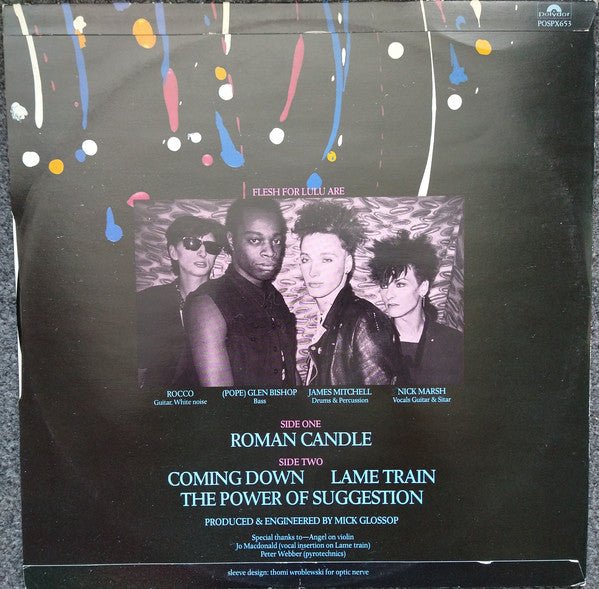 polydor
POSPX653
FLESH FOR LULU ARE
ROCCO
Guitar. White noise
(POPE) GLEN BISHOP
Bass
JAMES MITCHELL
Drums & Percussion
NICK MARSH
Vocals Guitar & Sitar
SIDE ONE
ROMAN CANDLE
SIDE TWO
COMING DOWN LAME TRAIN
THE POWER OF SUGGESTION
PRODUCED & ENGINEERED BY MICK GLOSSOP
Special thanks to—Angel on violin
Jo Macdonald (vocal insertion on Lame train)
Peter Webber (pyrotechnics)
sleeve design: thomi wroblewski for optic nerve